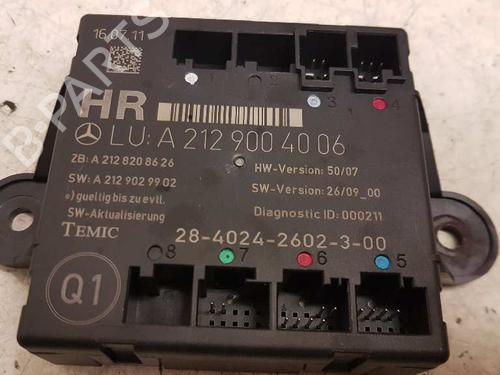 16.07.11
1
2
3
4
HR
LU: A 212 900 40 06
ZB: A 212 820 86 26
HW-Version: 50/07
SW: A 212 902 99 02
SW-Version: 26/09_00
∗) gueltig bis zu evll.
SW-Aktualisierung
Diagnostic ID: 000211
TEMIC
28-4024-2602-3-00
8
7
6
5
Q1
B-PARTS